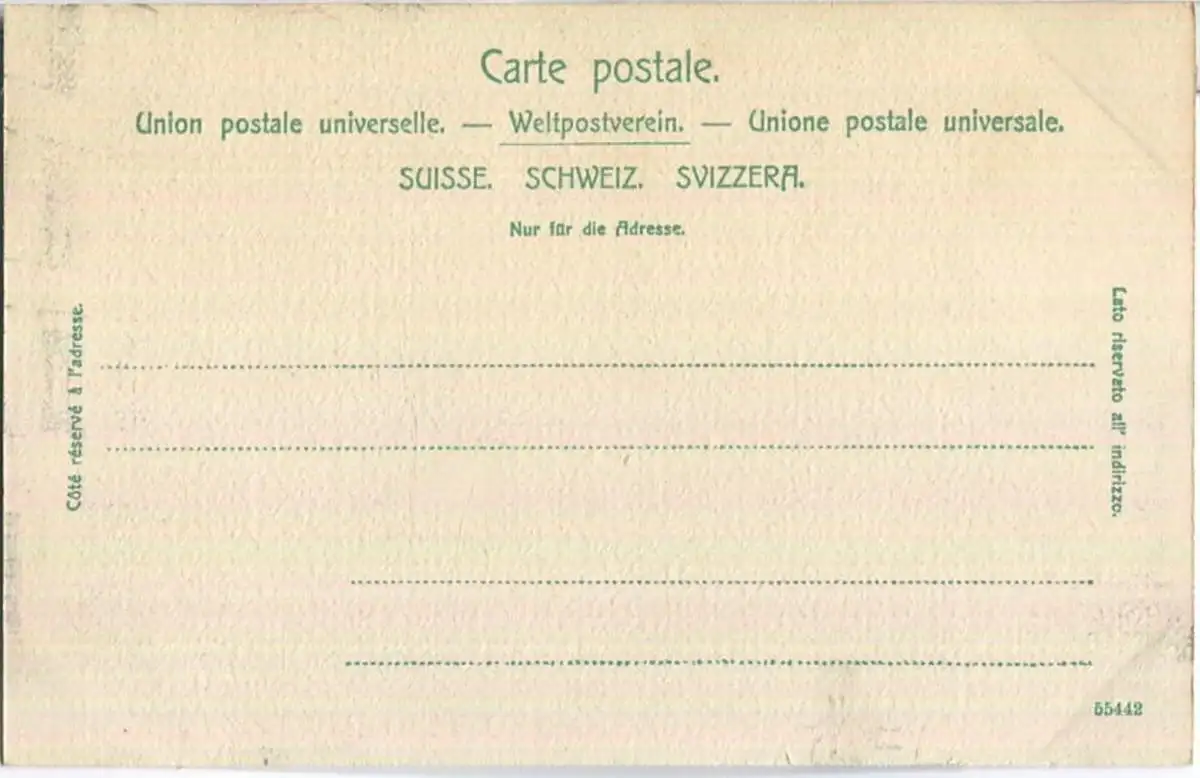 Carte postale.
Union postale universelle. — Weltpostverein. — Unione postale universale.
SUISSE. SCHWEIZ. SVIZZERA.
Nur für die Adresse.
Côté réservé à l'adresse.
Lato riservato all' indirizzo.
55442